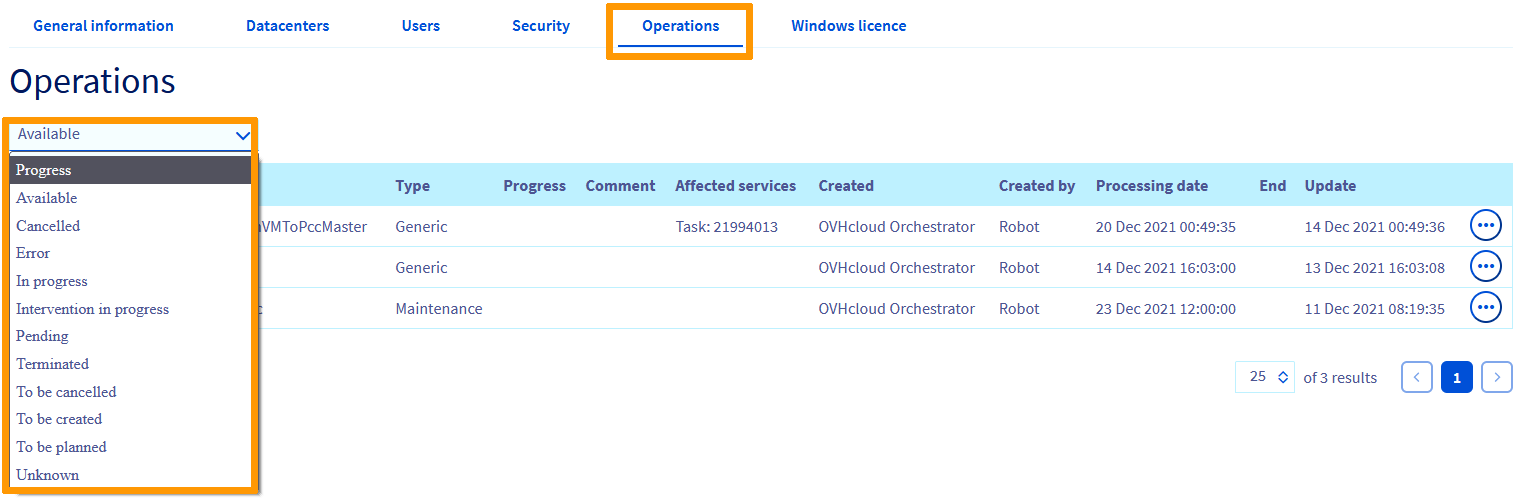 General information Datacenters Users Security Operations Windows licence
Operations
Available
Progress
Available
Cancelled
Error
In progress
Intervention in progress
Pending
Terminated
To be cancelled
To be created
To be planned
Unknown
Type Progress Comment Affected services Created Created by Processing date End Update
VMToPccMaster Generic Task: 21994013 OVHcloud Orchestrator Robot 20 Dec 2021 00:49:35 14 Dec 2021 00:49:36
Generic OVHcloud Orchestrator Robot 14 Dec 2021 16:03:00 13 Dec 2021 16:03:08
c Maintenance OVHcloud Orchestrator Robot 23 Dec 2021 12:00:00 11 Dec 2021 08:19:35
25 of 3 results 1